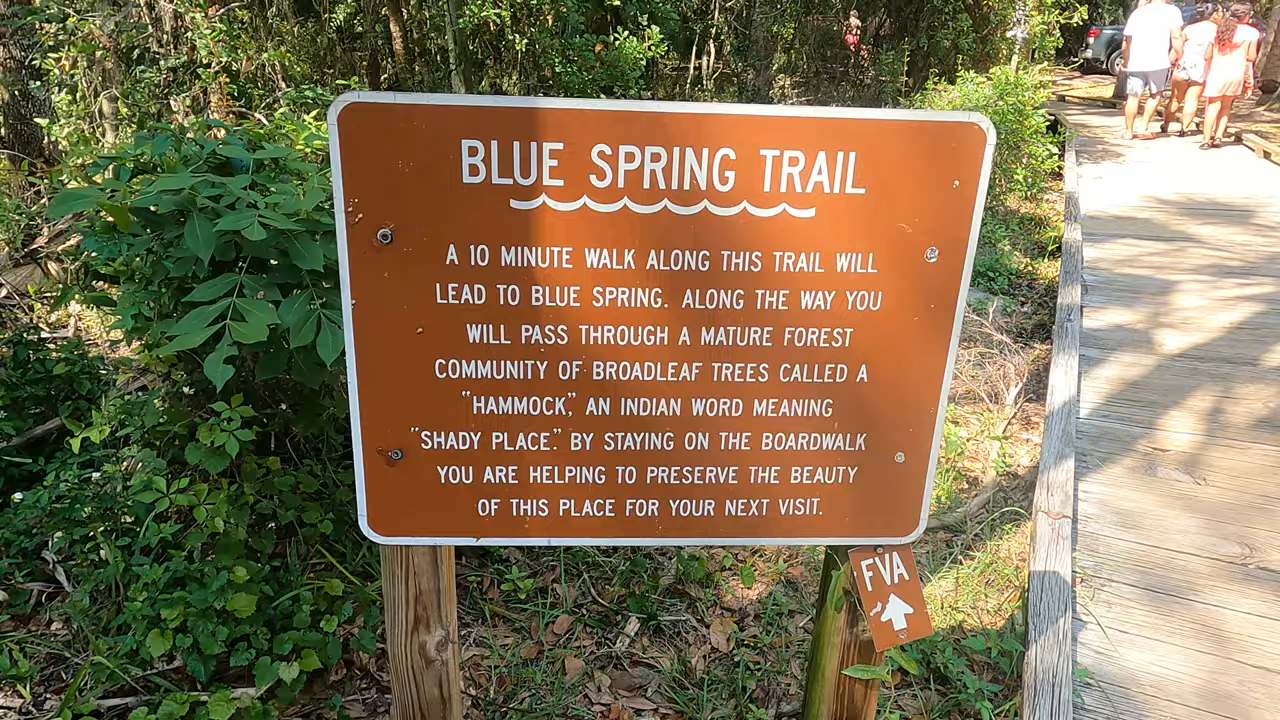 BLUE SPRING TRAIL
A 10 MINUTE WALK ALONG THIS TRAIL WILL
LEAD TO BLUE SPRING. ALONG THE WAY YOU
WILL PASS THROUGH A MATURE FOREST
COMMUNITY OF BROADLEAF TREES CALLED A
"HAMMOCK," AN INDIAN WORD MEANING
"SHADY PLACE." BY STAYING ON THE BOARDWALK
YOU ARE HELPING TO PRESERVE THE BEAUTY
OF THIS PLACE FOR YOUR NEXT VISIT.
FVA